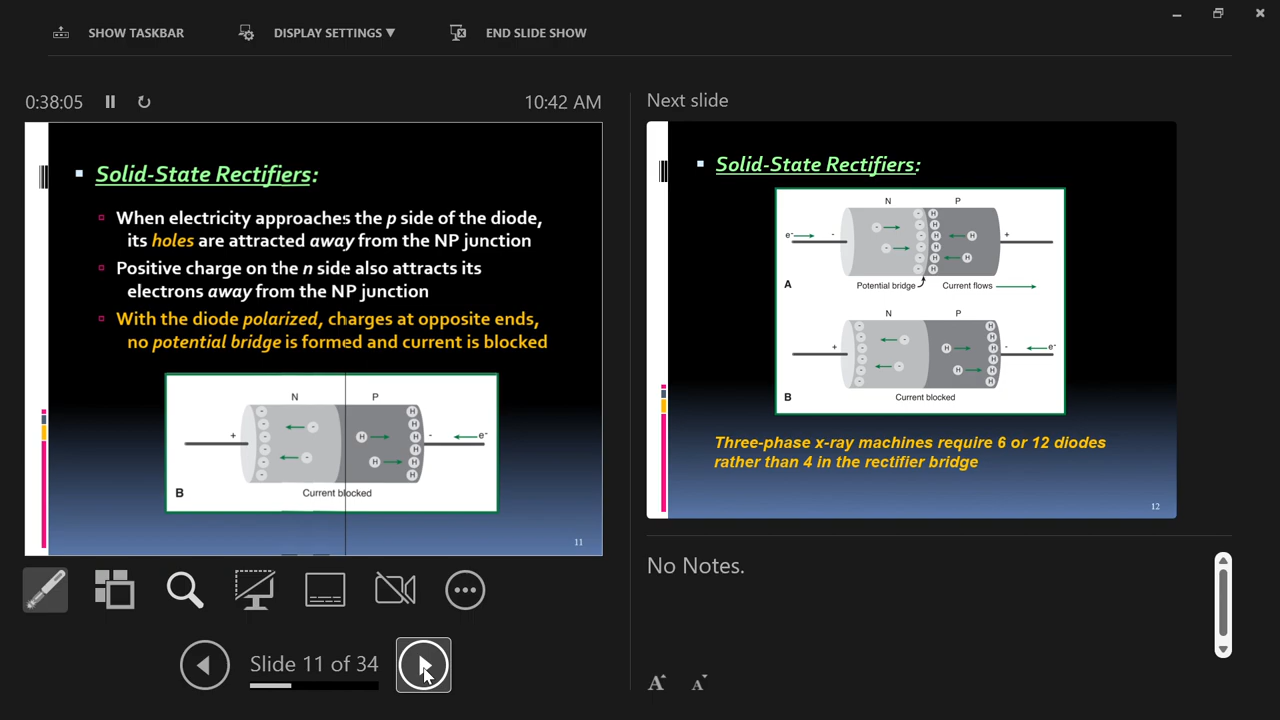 SHOW TASKBAR
DISPLAY SETTINGS ▼
END SLIDE SHOW
0:38:05
10:42 AM
Solid-State Rectifiers:
When electricity approaches the p side of the diode,
its holes are attracted away from the NP junction
Positive charge on the n side also attracts its
electrons away from the NP junction
With the diode polarized, charges at opposite ends,
no potential bridge is formed and current is blocked
N P
- - - - - -
H H H H H H
- -
H H
+ - e-
B
Current blocked
11
Slide 11 of 34
Next slide
Solid-State Rectifiers:
N P
- - - - - -
H H H H H H
- -
H H
e- - +
A
Potential bridge
Current flows
N P
- - - - - -
H H H H H H
- -
H H
+ - e-
B
Current blocked
Three-phase x-ray machines require 6 or 12 diodes
rather than 4 in the rectifier bridge
12
No Notes.
A A